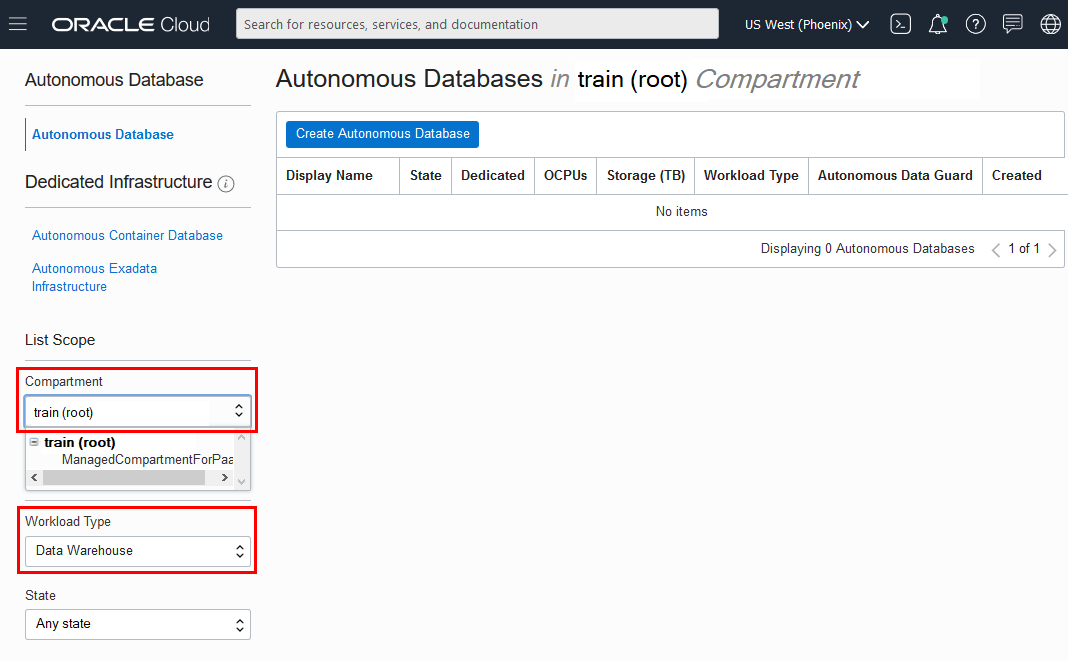 ORACLE Cloud
Search for resources, services, and documentation
US West (Phoenix)
Autonomous Database
Autonomous Database
Dedicated Infrastructure
Autonomous Container Database
Autonomous Exadata
Infrastructure
List Scope
Compartment
train (root)
train (root)
ManagedCompartmentForPaa
Workload Type
Data Warehouse
State
Any state
Autonomous Databases in train (root) Compartment
Create Autonomous Database
Display Name State Dedicated OCPUs Storage (TB) Workload Type Autonomous Data Guard Created
No items
Displaying 0 Autonomous Databases < 1 of 1 >